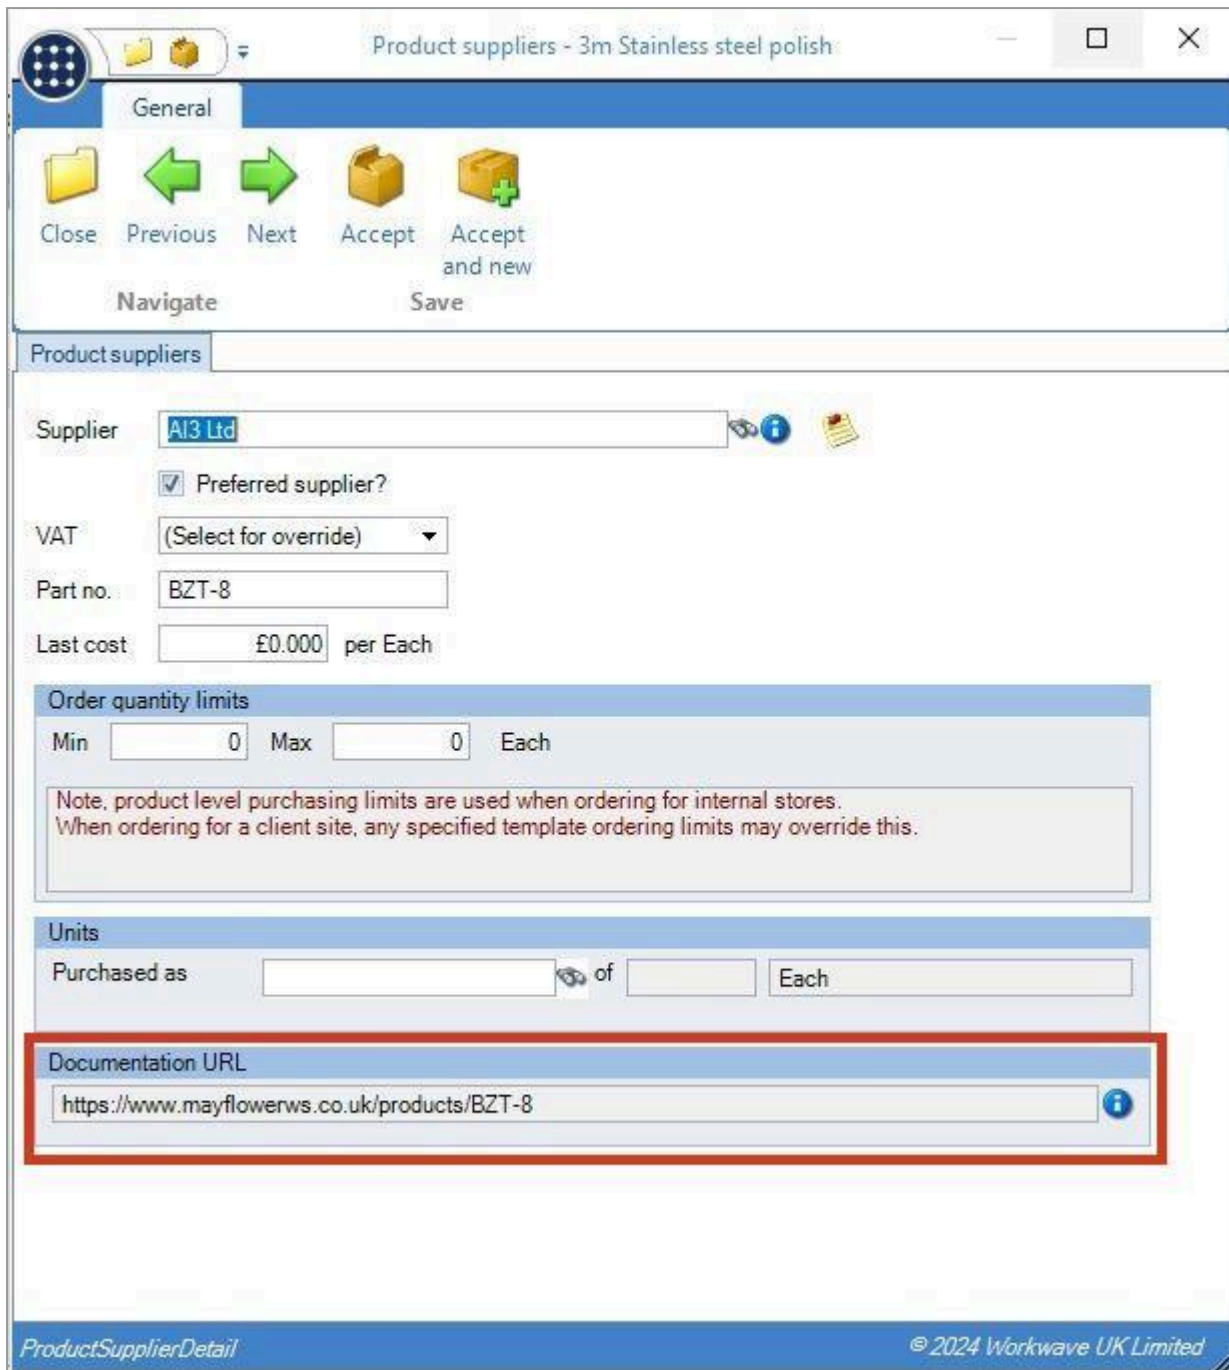 Product suppliers - 3m Stainless steel polish
General
Close Previous Next Accept Accept and new
Navigate Save
Product suppliers
Supplier AI3 Ltd
Preferred supplier?
VAT (Select for override)
Part no. BZT-8
Last cost £0.000 per Each
Order quantity limits
Min 0 Max 0 Each
Note, product level purchasing limits are used when ordering for internal stores.
When ordering for a client site, any specified template ordering limits may override this.
Units
Purchased as of Each
Documentation URL
https://www.mayflowerws.co.uk/products/BZT-8
ProductSupplierDetail © 2024 Workwave UK Limited